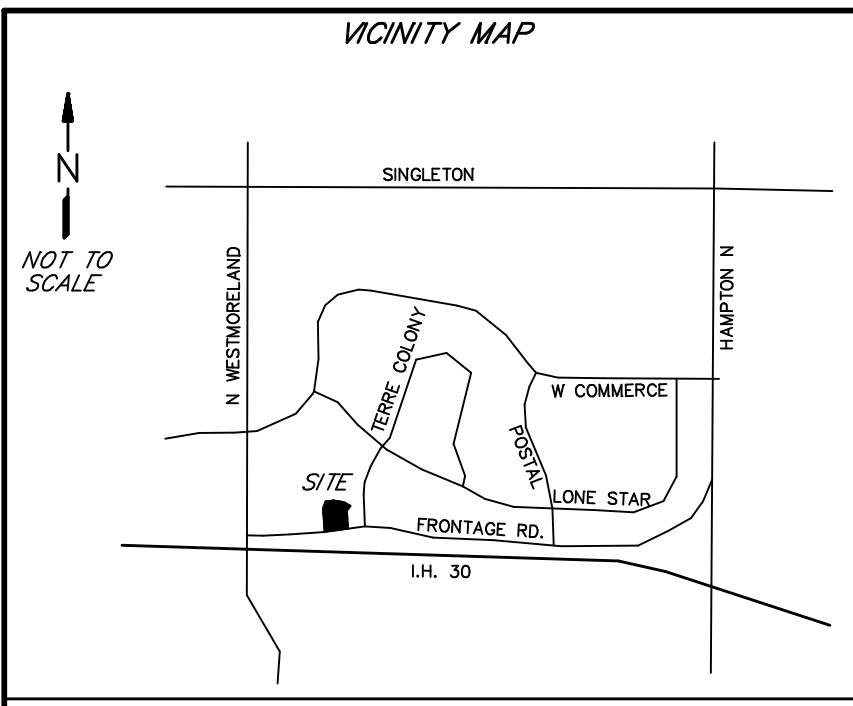 VICINITY MAP
N
NOT TO
SCALE
SINGLETON
N WESTMORELAND
HAMPTON N
TERRE COLONY
W COMMERCE
POSTAL
SITE
LONE STAR
FRONTAGE RD.
I.H. 30